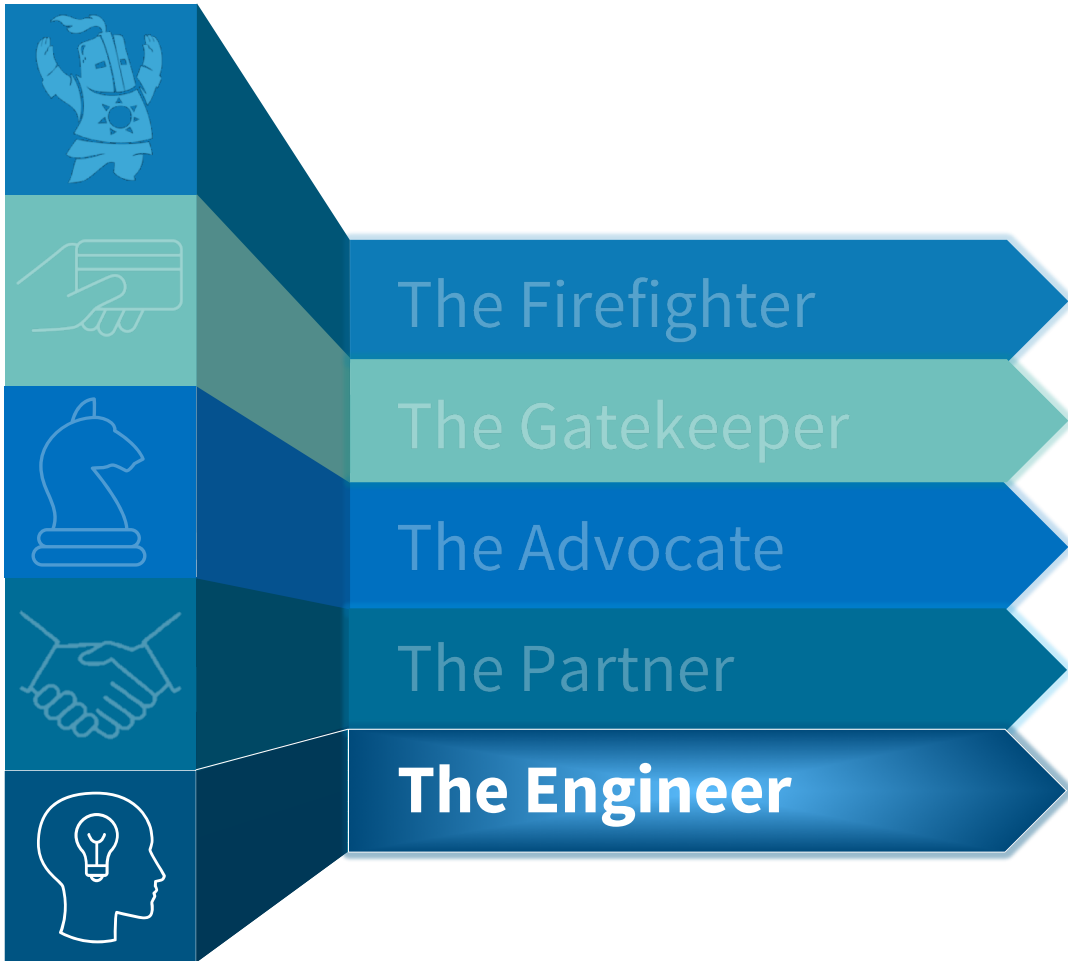 The Firefighter
The Gatekeeper
The Advocate
The Partner
The Engineer